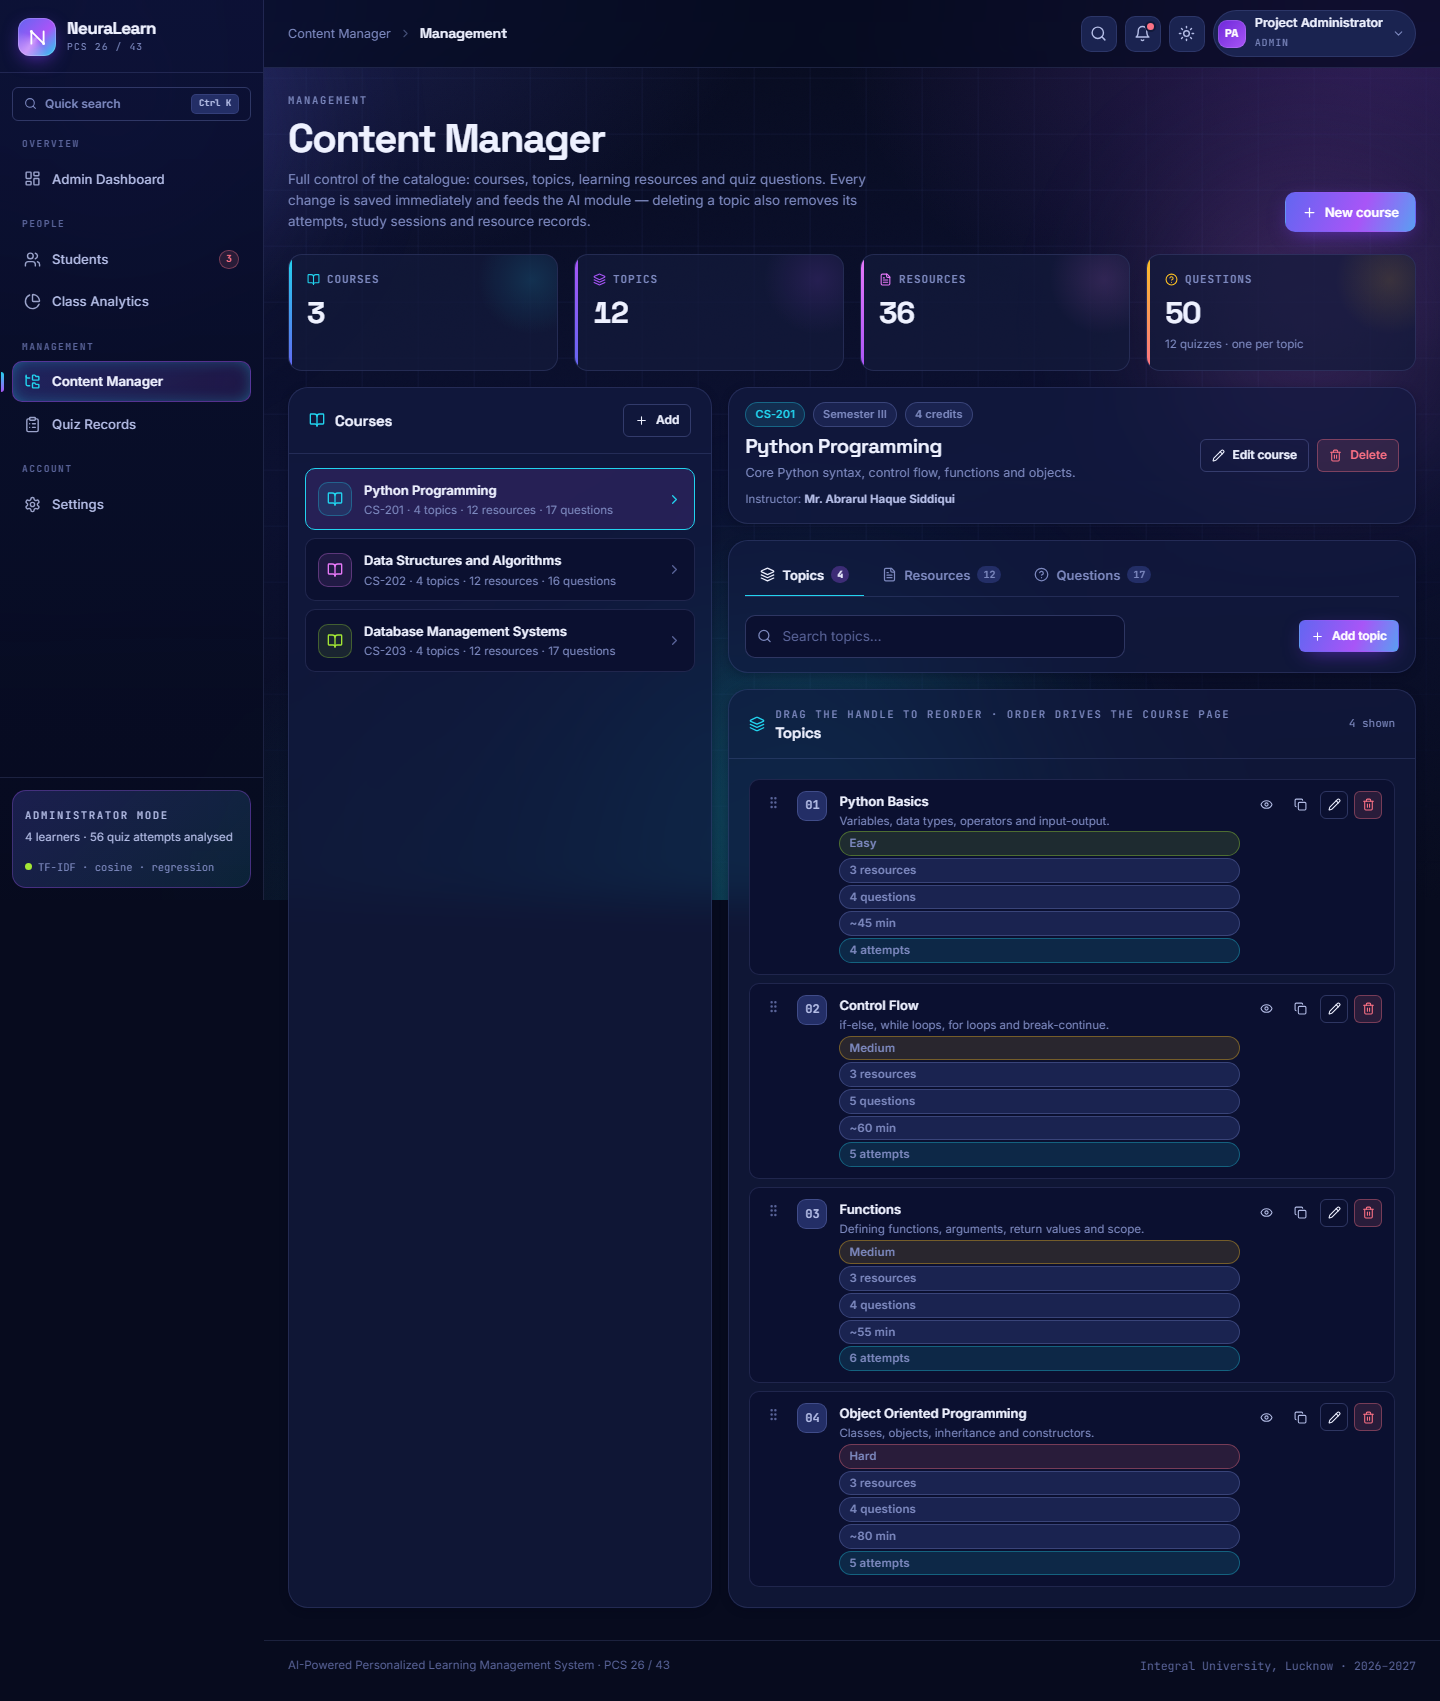 NeuraLearn
PCS 26 / 43
Quick search
Ctrl K
OVERVIEW
Admin Dashboard
PEOPLE
Students
3
Class Analytics
MANAGEMENT
Content Manager
Quiz Records
ACCOUNT
Settings
ADMINISTRATOR MODE
4 learners · 56 quiz attempts analysed
TF-IDF · cosine · regression
Content Manager
Management
PA
Project Administrator
ADMIN
MANAGEMENT
Content Manager
Full control of the catalogue: courses, topics, learning resources and quiz questions. Every
change is saved immediately and feeds the AI module — deleting a topic also removes its
attempts, study sessions and resource records.
New course
COURSES
3
TOPICS
12
RESOURCES
36
QUESTIONS
50
12 quizzes · one per topic
Courses
Add
Python Programming
CS-201 · 4 topics · 12 resources · 17 questions
Data Structures and Algorithms
CS-202 · 4 topics · 12 resources · 16 questions
Database Management Systems
CS-203 · 4 topics · 12 resources · 17 questions
CS-201
Semester III
4 credits
Python Programming
Core Python syntax, control flow, functions and objects.
Instructor: Mr. Abrarul Haque Siddiqui
Edit course
Delete
Topics 4
Resources 12
Questions 17
Search topics...
Add topic
DRAG THE HANDLE TO REORDER · ORDER DRIVES THE COURSE PAGE
Topics
4 shown
01
Python Basics
Variables, data types, operators and input-output.
Easy
3 resources
4 questions
~45 min
4 attempts
02
Control Flow
if-else, while loops, for loops and break-continue.
Medium
3 resources
5 questions
~60 min
5 attempts
03
Functions
Defining functions, arguments, return values and scope.
Medium
3 resources
4 questions
~55 min
6 attempts
04
Object Oriented Programming
Classes, objects, inheritance and constructors.
Hard
3 resources
4 questions
~80 min
5 attempts
AI-Powered Personalized Learning Management System · PCS 26 / 43
Integral University, Lucknow · 2026-2027